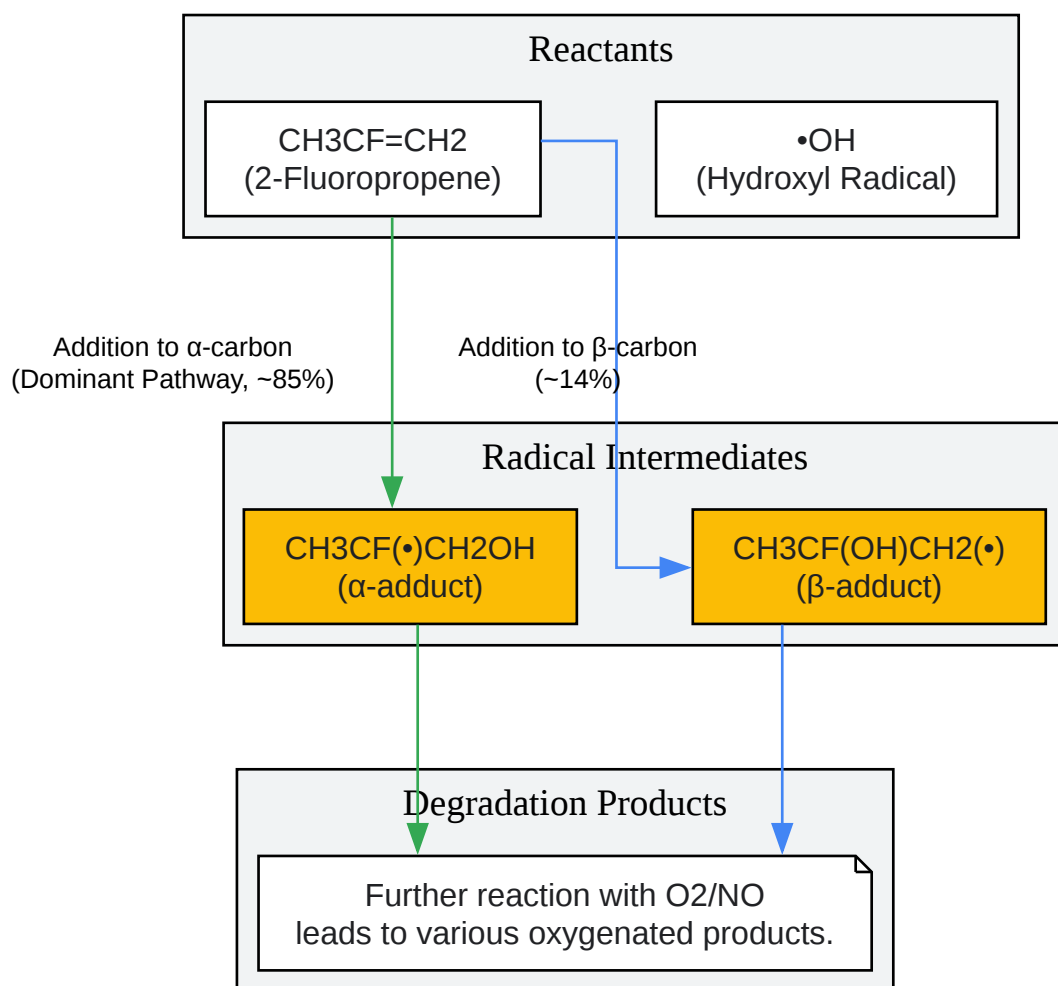 Reactants
CH3CF=CH2
(2-Fluoropropene)
•OH
(Hydroxyl Radical)
Addition to α-carbon
(Dominant Pathway, ~85%)
Addition to β-carbon
(~14%)
Radical Intermediates
CH3CF(•)CH2OH
(α-adduct)
CH3CF(OH)CH2(•)
(β-adduct)
Degradation Products
Further reaction with O2/NO
leads to various oxygenated products.